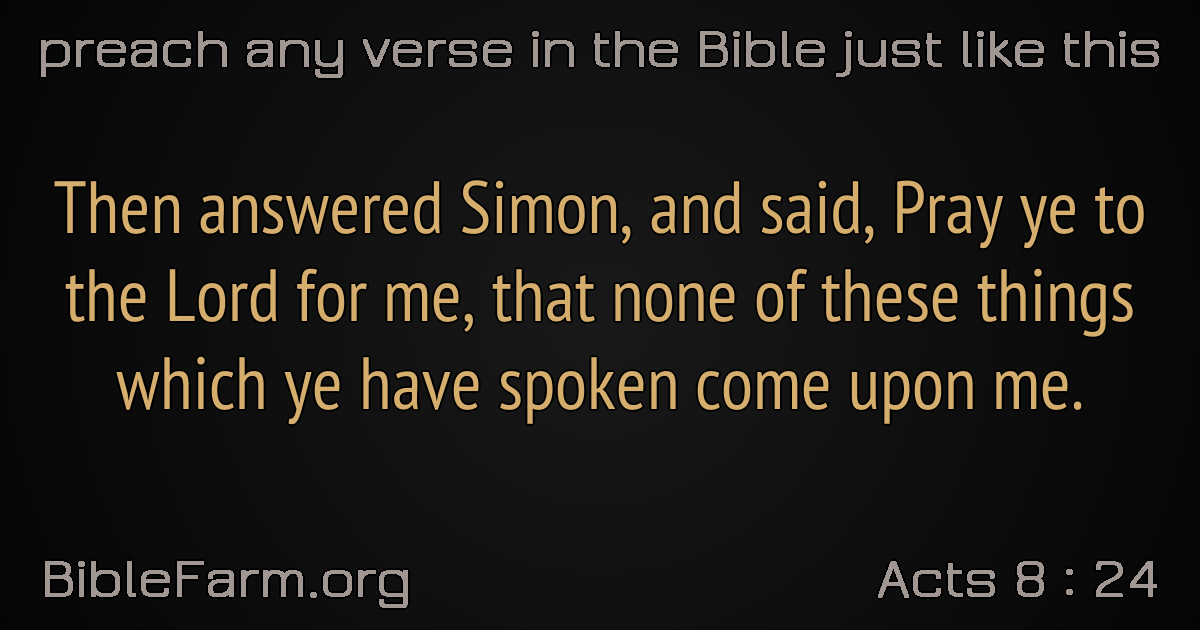 preach any verse in the Bible just like this
Then answered Simon, and said, Pray ye to
the Lord for me, that none of these things
which ye have spoken come upon me.
BibleFarm.org
Acts 8 : 24